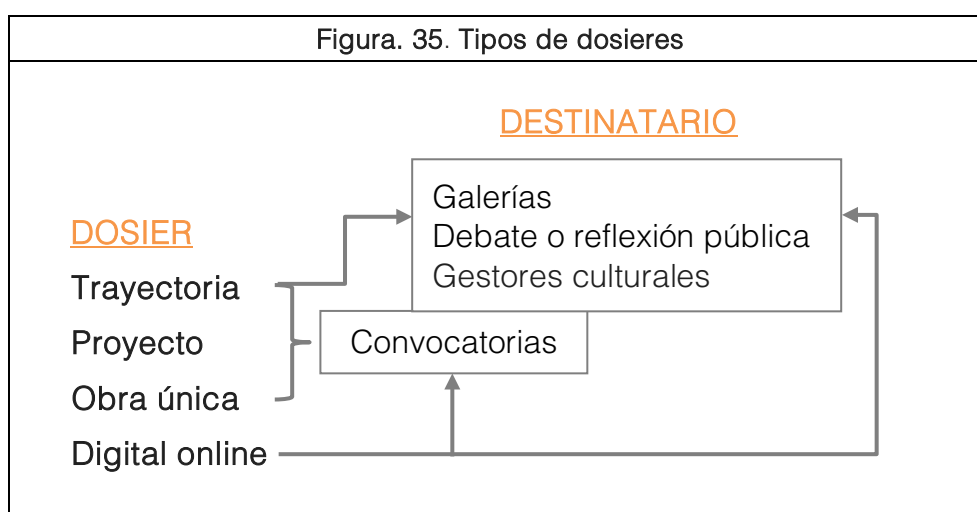 Figura. 35. Tipos de dosieres
DESTINATARIO
Galerías
Debate o reflexión pública
Gestores culturales
DOSIER
Trayectoria
Proyecto
Convocatorias
Obra única
Digital online